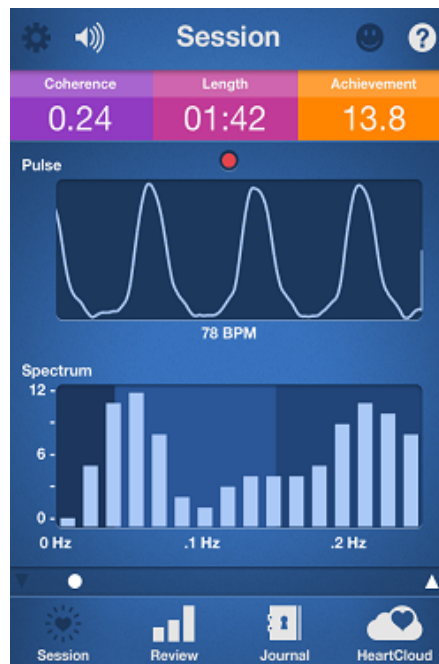 Session
?
Coherence Length Achievement
0.24 01:42 13.8
Pulse
78 BPM
Spectrum
12 -
-
6 -
-
0 -
0 Hz .1 Hz .2 Hz
Session Review Journal HeartCloud